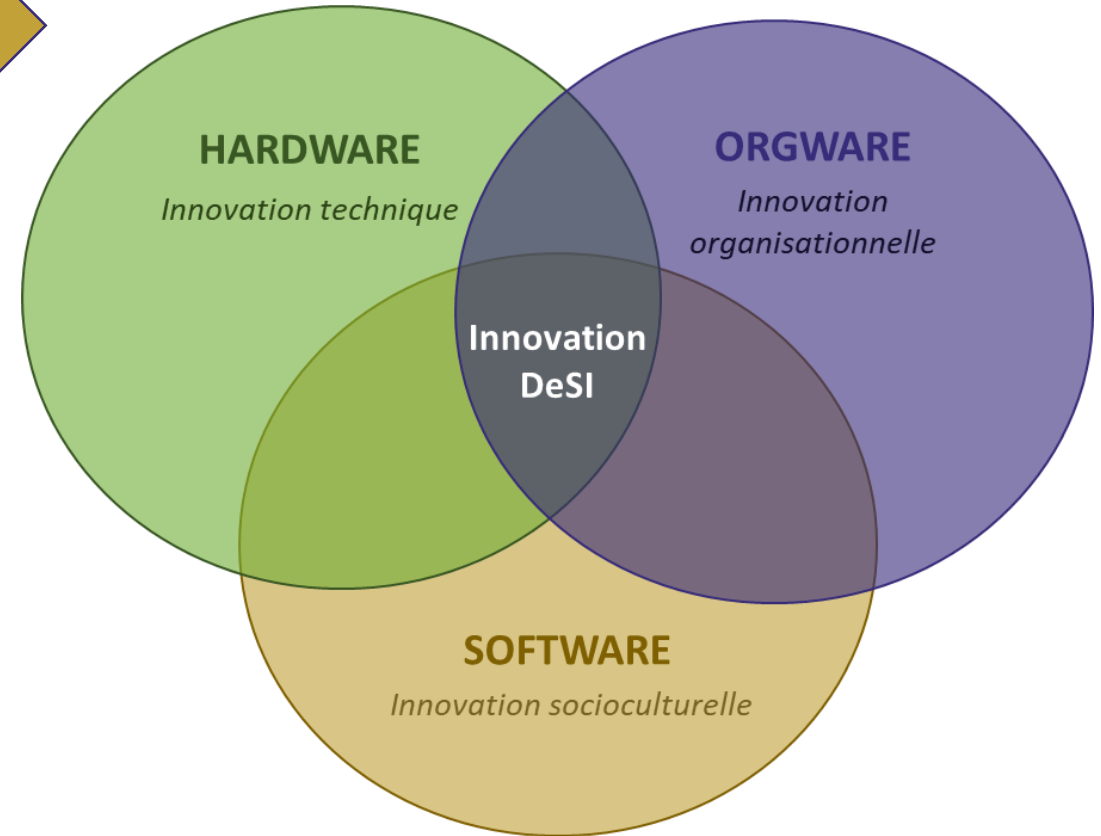 HARDWARE
Innovation technique
ORGWARE
Innovation
organisationnelle
Innovation
DeSI
SOFTWARE
Innovation socioculturelle